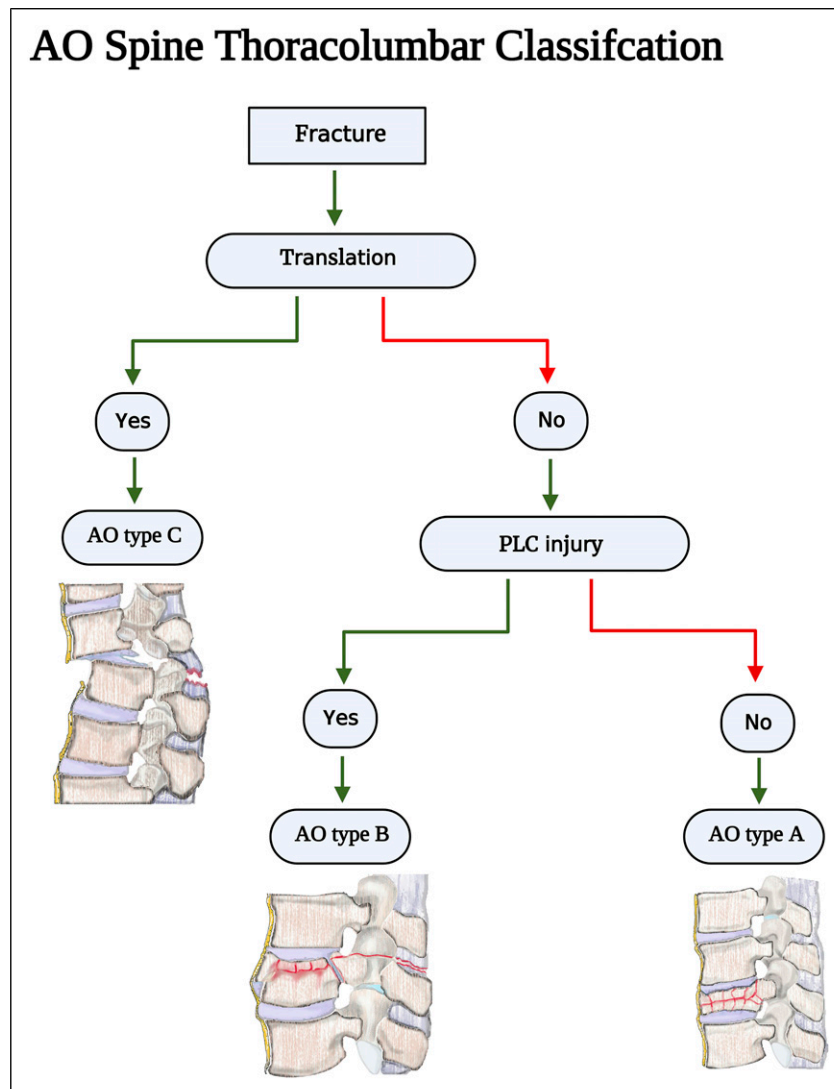 AO Spine Thoracolumbar Classifcation
Fracture
Translation
Yes
No
AO type C
PLC injury
Yes
No
AO type B
AO type A